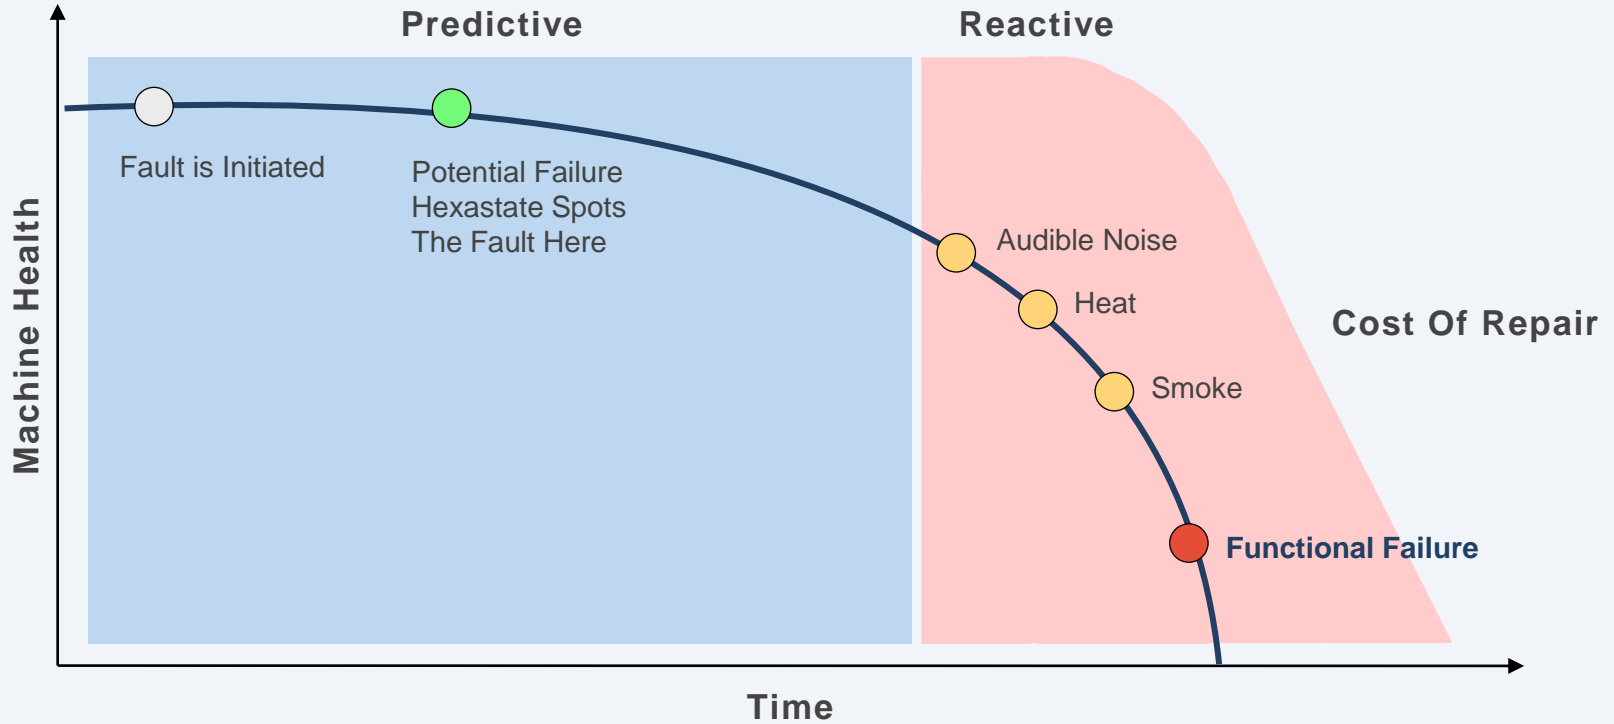 Predictive
Reactive
Fault is Initiated
Potential Failure
Hexastate Spots
The Fault Here
Audible Noise
Heat
Cost Of Repair
Smoke
Functional Failure
Machine Health
Time